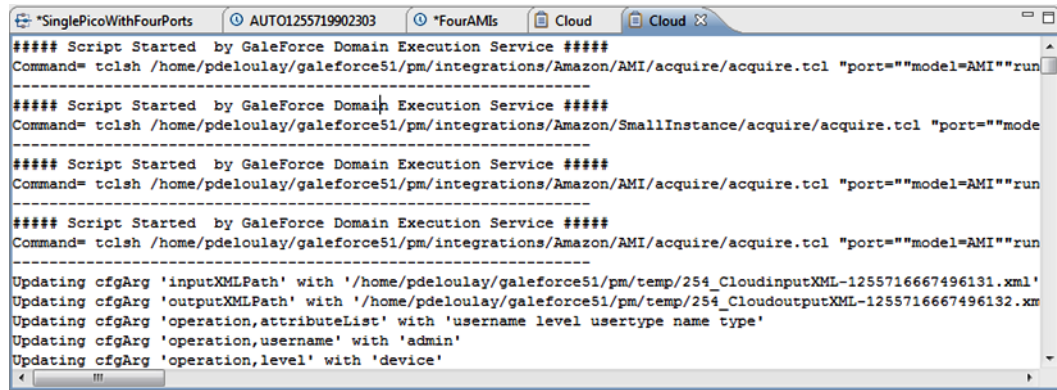 *SinglePicoWithFourPorts AUTO1255719902303 *FourAMIs Cloud Cloud
##### Script Started  by GaleForce Domain Execution Service #####
Command= tclsh /home/pdeloulay/galeforce51/pm/integrations/Amazon/AMI/acquire/acquire.tcl "port=""model=AMI""run
---------------------------------------------------------------
##### Script Started  by GaleForce Domain Execution Service #####
Command= tclsh /home/pdeloulay/galeforce51/pm/integrations/Amazon/SmallInstance/acquire/acquire.tcl "port=""mode
---------------------------------------------------------------
##### Script Started  by GaleForce Domain Execution Service #####
Command= tclsh /home/pdeloulay/galeforce51/pm/integrations/Amazon/AMI/acquire/acquire.tcl "port=""model=AMI""run
---------------------------------------------------------------
##### Script Started  by GaleForce Domain Execution Service #####
Command= tclsh /home/pdeloulay/galeforce51/pm/integrations/Amazon/AMI/acquire/acquire.tcl "port=""model=AMI""run
---------------------------------------------------------------
Updating cfgArg 'inputXMLPath' with '/home/pdeloulay/galeforce51/pm/temp/254_CloudinputXML-1255716667496131.xml'
Updating cfgArg 'outputXMLPath' with '/home/pdeloulay/galeforce51/pm/temp/254_CloudoutputXML-1255716667496132.xm
Updating cfgArg 'operation,attributeList' with 'username level usertype name type'
Updating cfgArg 'operation,username' with 'admin'
Updating cfgArg 'operation,level' with 'device'